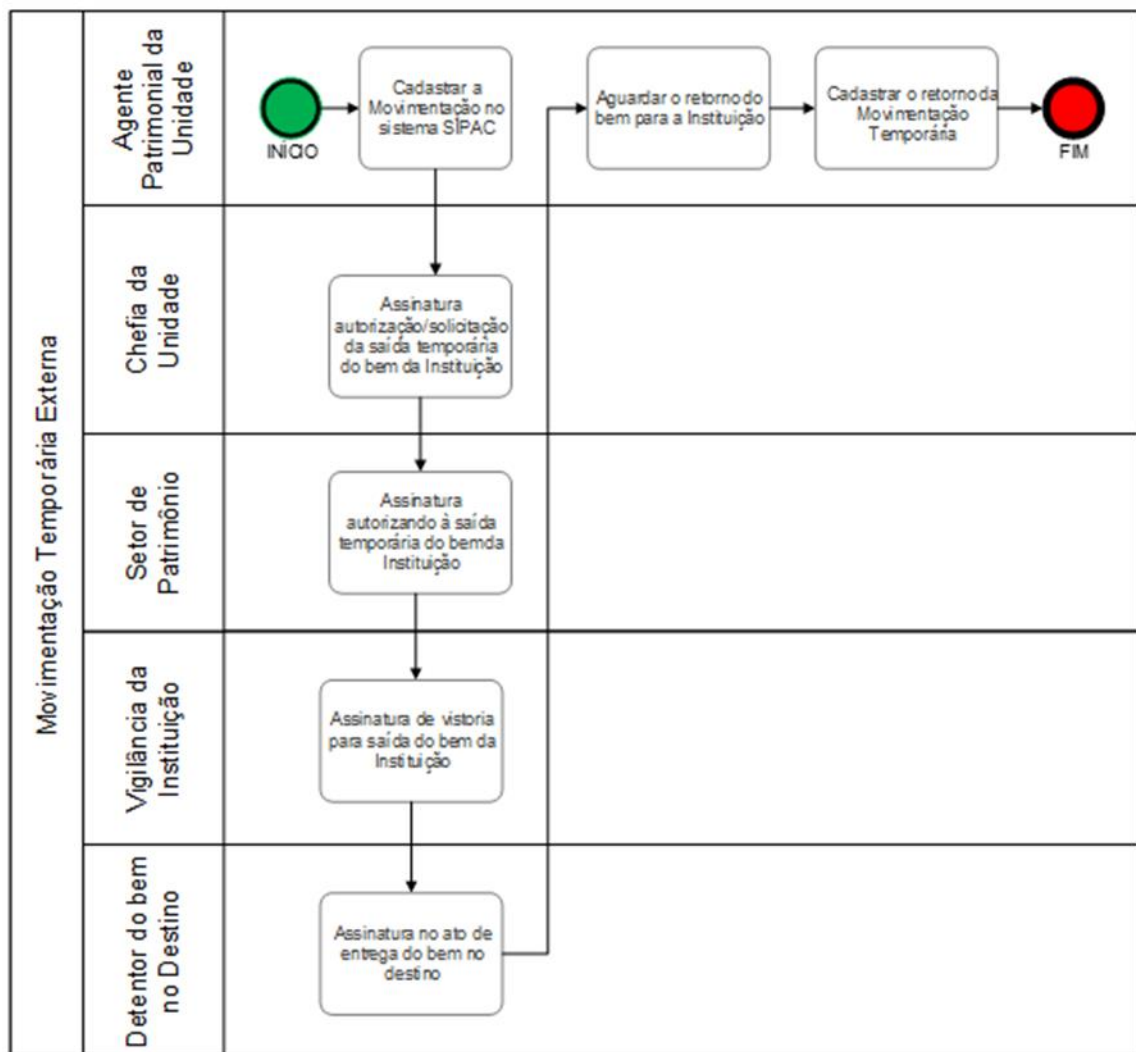 Movimentação Temporária Externa
Agente
Patrimonial da
Unidade
INÍCIO
Cadastrar a
Movimentação no
sistema SIPAC
Aguardar o retorno do
bem para a Instituição
Cadastrar o retorno da
Movimentação
Temporária
FIM
Chefia da
Unidade
Assinatura
autorização/solicitação
da saída temporária
do bem da Instituição
Setor de
Patrimônio
Assinatura
autorizando à saída
temporária do bem da
Instituição
Vigilância da
Instituição
Assinatura de vistoria
para saída do bem da
Instituição
Detentor do bem
no Destino
Assinatura no ato de
entrega do bem no
destino